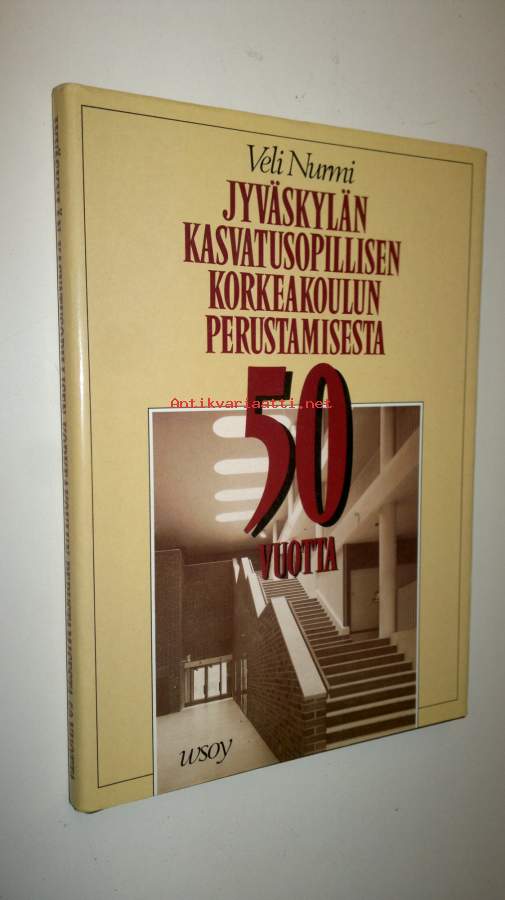 Veli Nurmi
JYVÄSKYLÄN
KASVATUSOPILLISEN
KORKEAKOULUN
PERUSTAMISESTA
Antikvariaatti.net
50
VUOTTA
wsoy